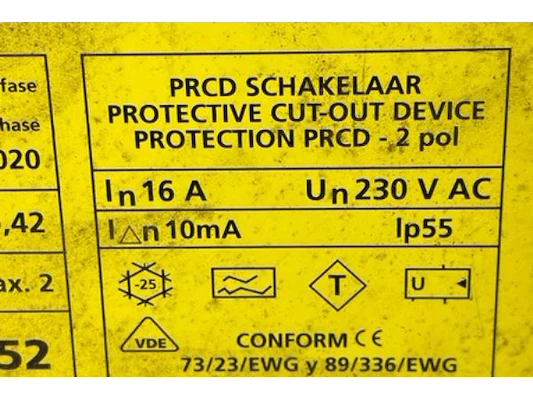 fase
hase
020
,42
ax. 2
52
PRCD SCHAKELAAR
PROTECTIVE CUT-OUT DEVICE
PROTECTION PRCD - 2 pol
In 16 A Un 230 V AC
I△n 10mA Ip55
-25 T U
VDE
CONFORM CE
73/23/EWG y 89/336/EWG